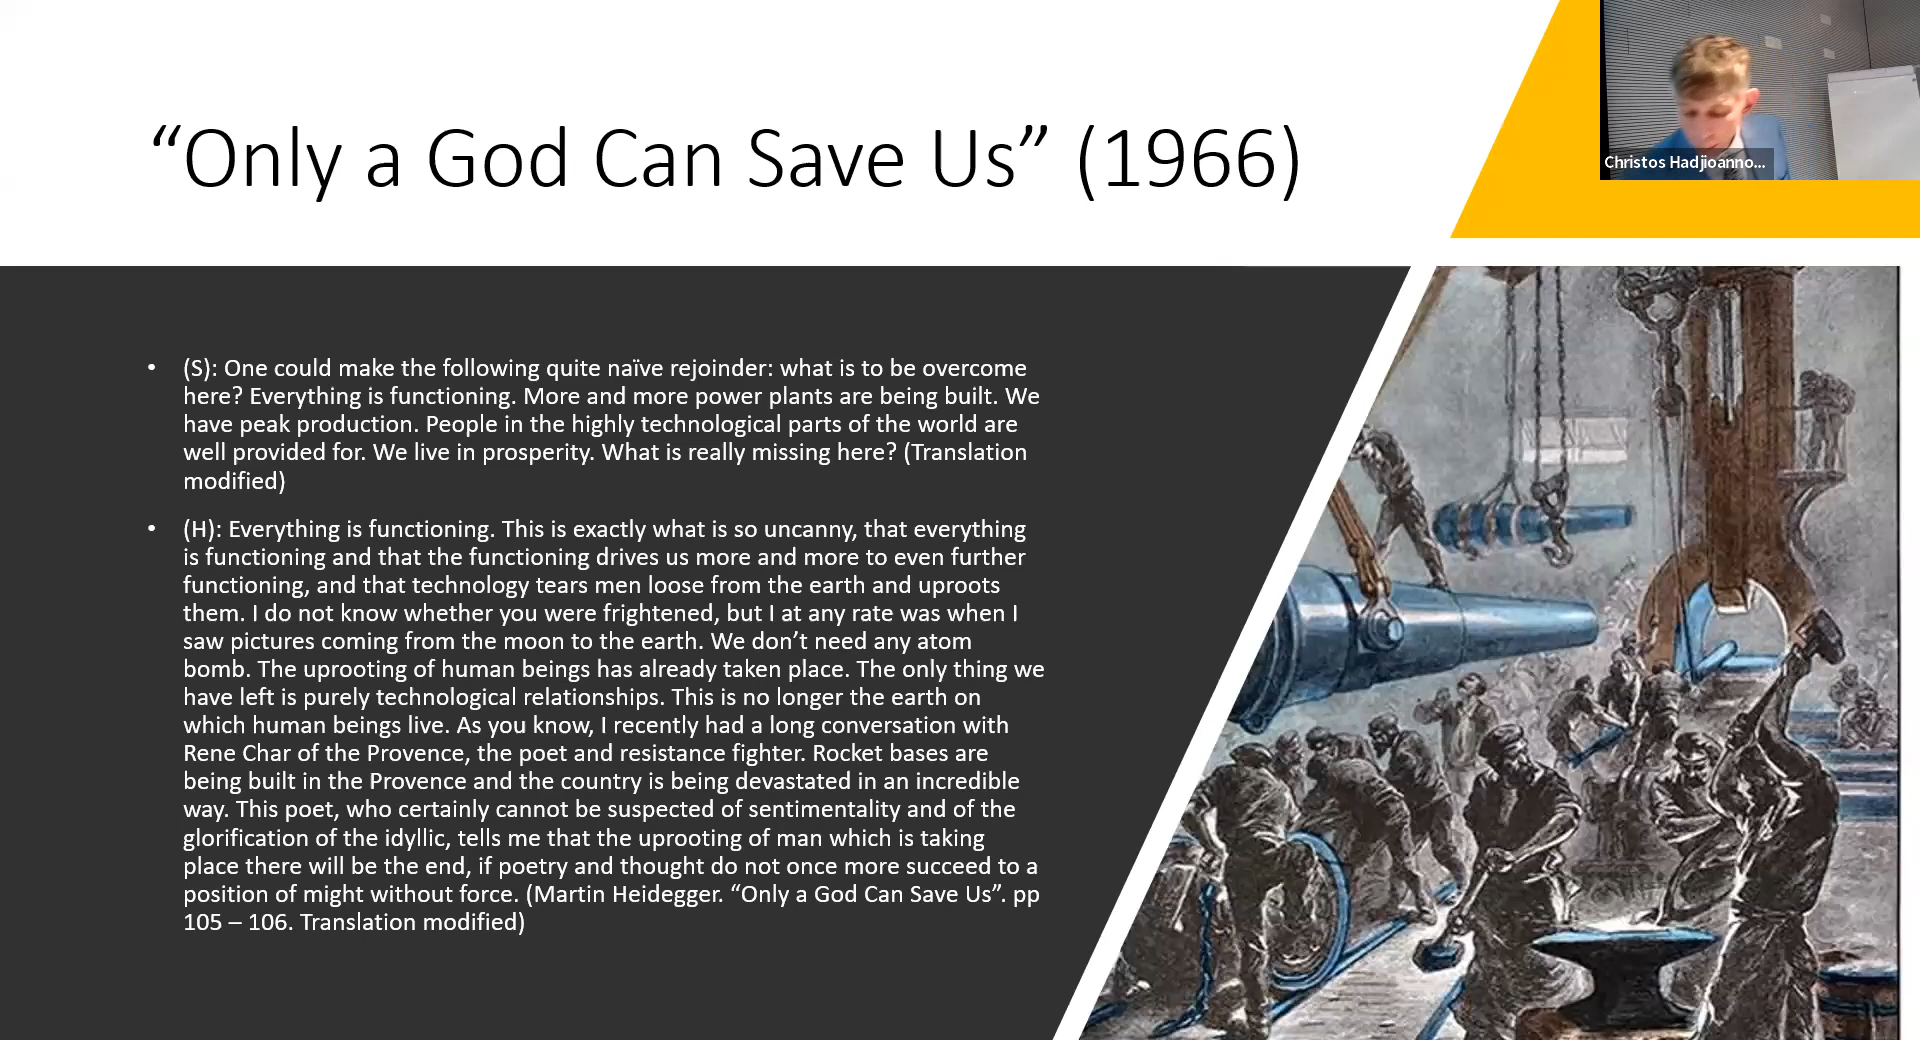 “Only a God Can Save Us” (1966)
Christos Hadjioanno...
• (S): One could make the following quite naïve rejoinder: what is to be overcome
here? Everything is functioning. More and more power plants are being built. We
have peak production. People in the highly technological parts of the world are
well provided for. We live in prosperity. What is really missing here? (Translation
modified)
• (H): Everything is functioning. This is exactly what is so uncanny, that everything
is functioning and that the functioning drives us more and more to even further
functioning, and that technology tears men loose from the earth and uproots
them. I do not know whether you were frightened, but I at any rate was when I
saw pictures coming from the moon to the earth. We don’t need any atom
bomb. The uprooting of human beings has already taken place. The only thing we
have left is purely technological relationships. This is no longer the earth on
which human beings live. As you know, I recently had a long conversation with
Rene Char of the Provence, the poet and resistance fighter. Rocket bases are
being built in the Provence and the country is being devastated in an incredible
way. This poet, who certainly cannot be suspected of sentimentality and of the
glorification of the idyllic, tells me that the uprooting of man which is taking
place there will be the end, if poetry and thought do not once more succeed to a
position of might without force. (Martin Heidegger. “Only a God Can Save Us”. pp
105 – 106. Translation modified)